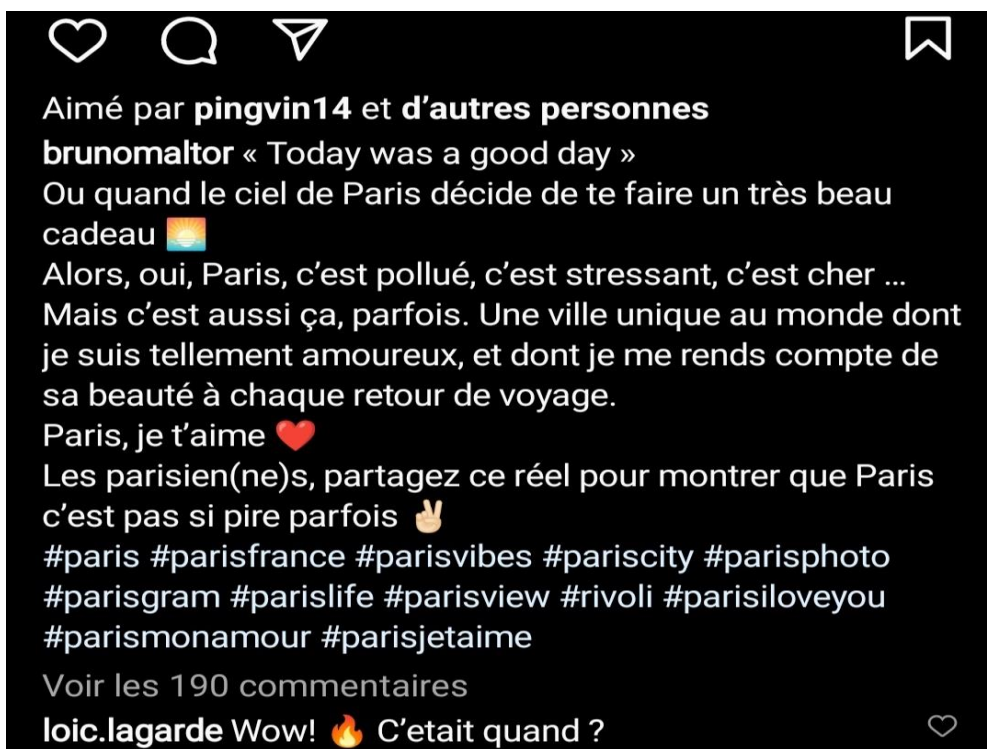 Aimé par pingvin14 et d’autres personnes
brunomaltor « Today was a good day »
Ou quand le ciel de Paris décide de te faire un très beau
cadeau 🌅
Alors, oui, Paris, c’est pollué, c’est stressant, c’est cher ...
Mais c’est aussi ça, parfois. Une ville unique au monde dont
je suis tellement amoureux, et dont je me rends compte de
sa beauté à chaque retour de voyage.
Paris, je t’aime ❤️
Les parisien(ne)s, partagez ce réel pour montrer que Paris
c’est pas si pire parfois ✌🏻
#paris #parisfrance #parisvibes #pariscity #parisphoto
#parisgram #parislife #parisview #rivoli #parisiloveyou
#parismonamour #parisjetaime
Voir les 190 commentaires
loic.lagarde Wow! 🔥 C’etait quand ?